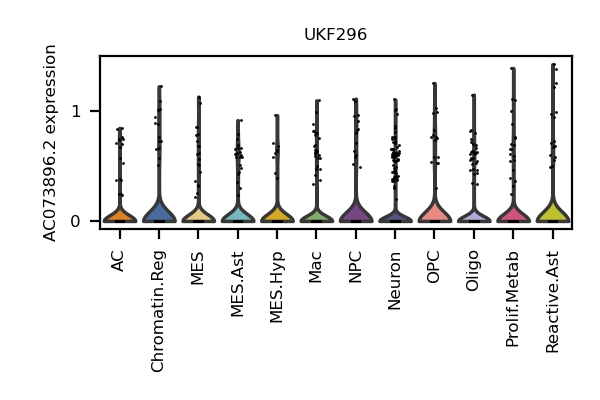 UKF296
AC073896.2 expression
1
0
AC
Chromatin.Reg
MES
MES.Ast
MES.Hyp
Mac
NPC
Neuron
OPC
Oligo
Prolif.Metab
Reactive.Ast